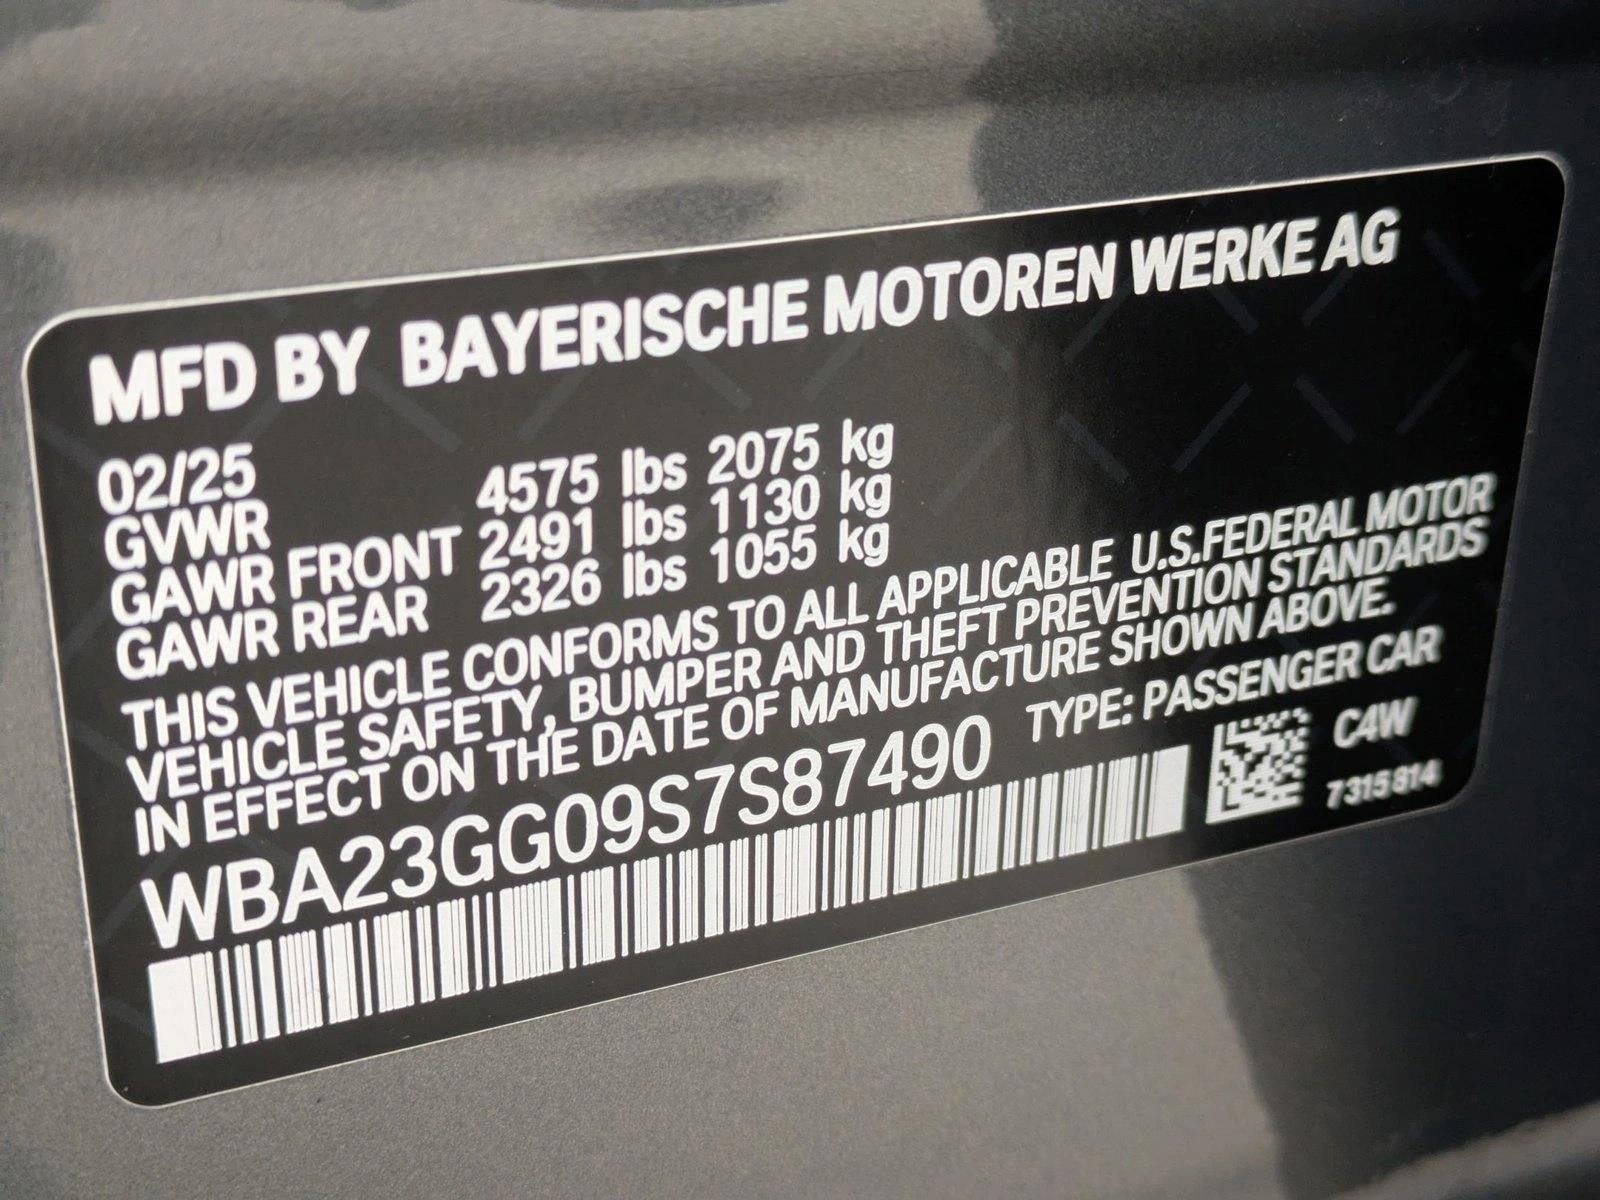 MFD BY BAYERISCHE MOTOREN WERKE AG
02/25
GVWR 4575 lbs 2075 kg
GAWR FRONT 2491 lbs 1130 kg
GAWR REAR 2326 lbs 1055 kg
THIS VEHICLE CONFORMS TO ALL APPLICABLE U.S.FEDERAL MOTOR
VEHICLE SAFETY, BUMPER AND THEFT PREVENTION STANDARDS
IN EFFECT ON THE DATE OF MANUFACTURE SHOWN ABOVE.
WBA23GG09S7S87490 TYPE: PASSENGER CAR
C4W
7315814